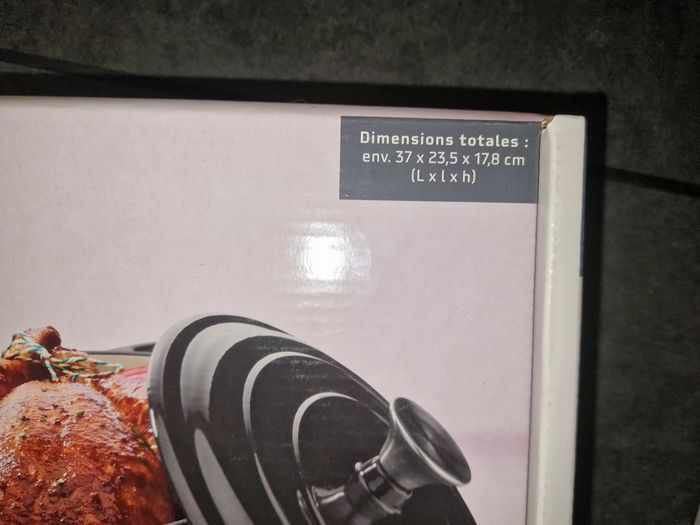 Dimensions totales :
env. 37 x 23,5 x 17,8 cm
(L x l x h)